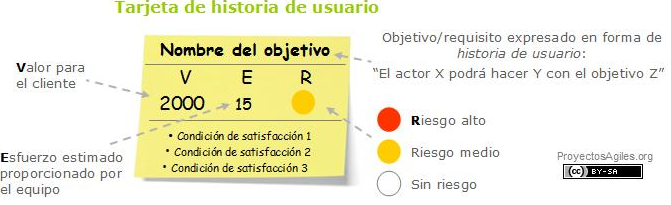 Tarjeta de historia de usuario
Nombre del objetivo
V E R
2000 15
• Condición de satisfacción 1
• Condición de satisfacción 2
• Condición de satisfacción 3
Valor para
el cliente
Esfuerzo estimado
proporcionado por
el equipo
Objetivo/requisito expresado en forma de
historia de usuario:
“El actor X podrá hacer Y con el objetivo Z”
Riesgo alto
Riesgo medio
Sin riesgo
ProyectosAgiles.org
(cc) BY-SA